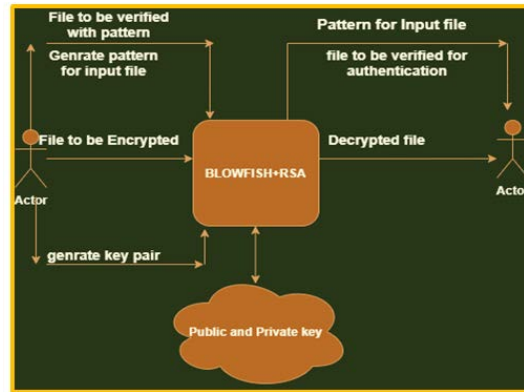 File to be verified
with pattern
Genrate pattern
for input file
Pattern for Input file
file to be verified for
authentication
File to be Encrypted
BLOWFISH+RSA
Decrypted file
Actor
Acto
genrate key pair
Public and Private key